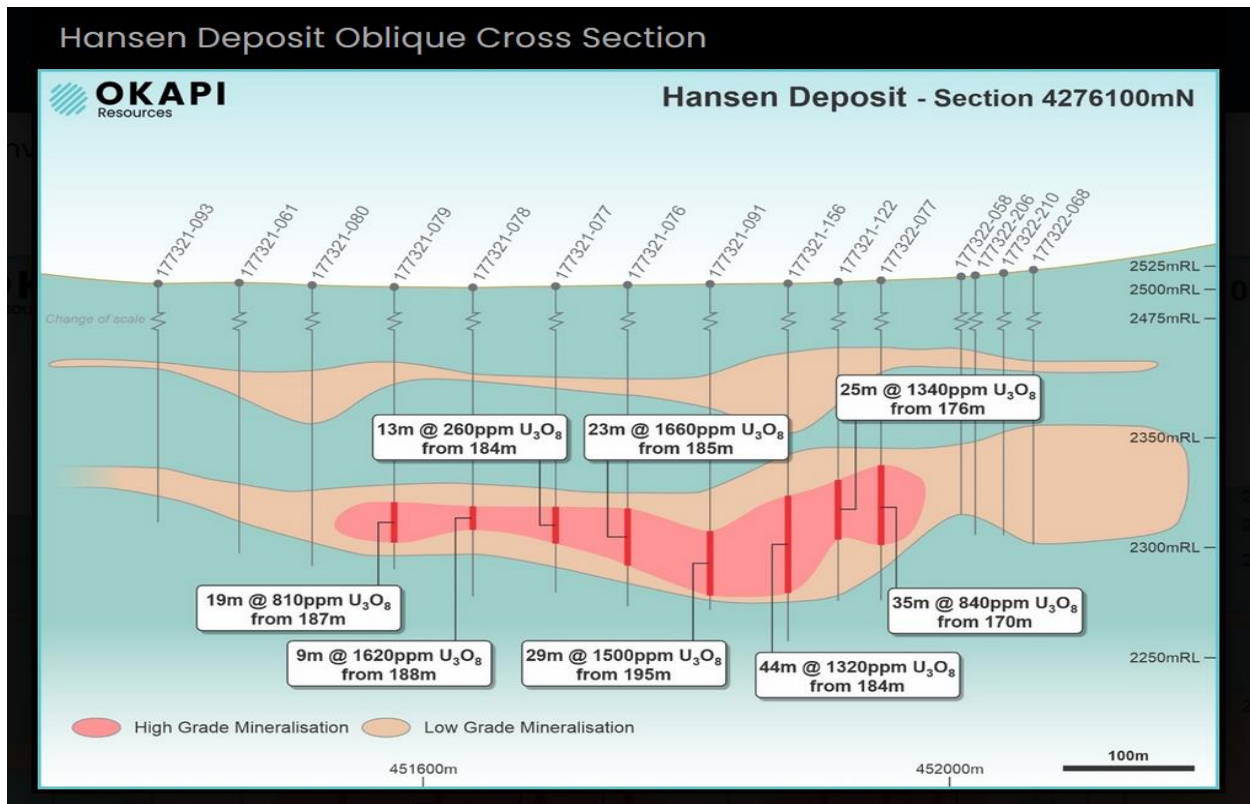 Hansen Deposit Oblique Cross Section
OKAPI
Resources
Hansen Deposit - Section 4276100mN
177321-093
177321-061
177321-080
177321-079
177321-078
177321-077
177321-076
177321-091
177321-156
177321-122
177322-077
177322-058
177322-206
177322-210
177322-068
2525mRL
2500mRL
Change of scale
2475mRL
25m @ 1340ppm U₃O₈
from 176m
13m @ 260ppm U₃O₈
from 184m
23m @ 1660ppm U₃O₈
from 185m
2350mRL
2300mRL
19m @ 810ppm U₃O₈
from 187m
35m @ 840ppm U₃O₈
from 170m
9m @ 1620ppm U₃O₈
from 188m
29m @ 1500ppm U₃O₈
from 195m
44m @ 1320ppm U₃O₈
from 184m
2250mRL
High Grade Mineralisation
Low Grade Mineralisation
100m
451600m
452000m